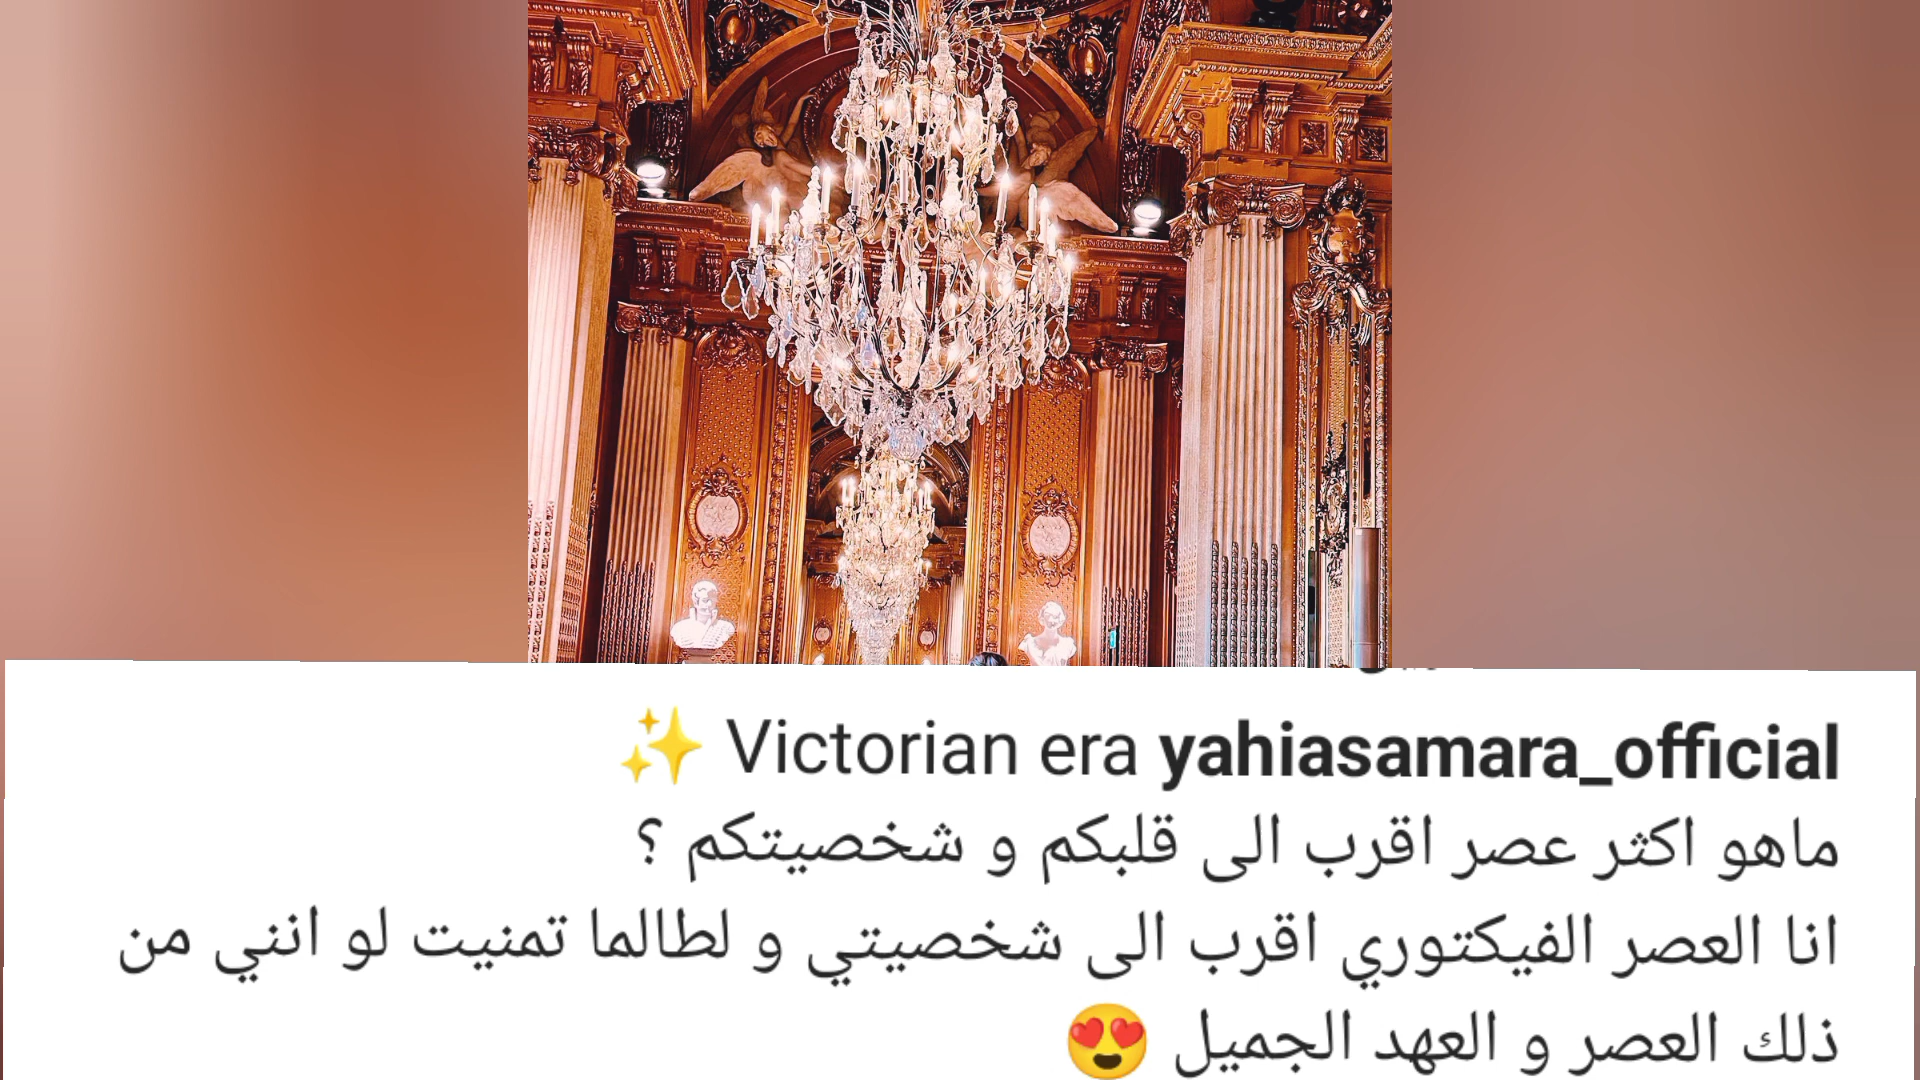 yahiasamara_official Victorian era ✨
ماهو اكثر عصر اقرب الى قلبكم و شخصيتكم ؟
انا العصر الفيكتوري اقرب الى شخصيتي و لطالما تمنيت لو انني من
ذلك العصر و العهد الجميل 😍